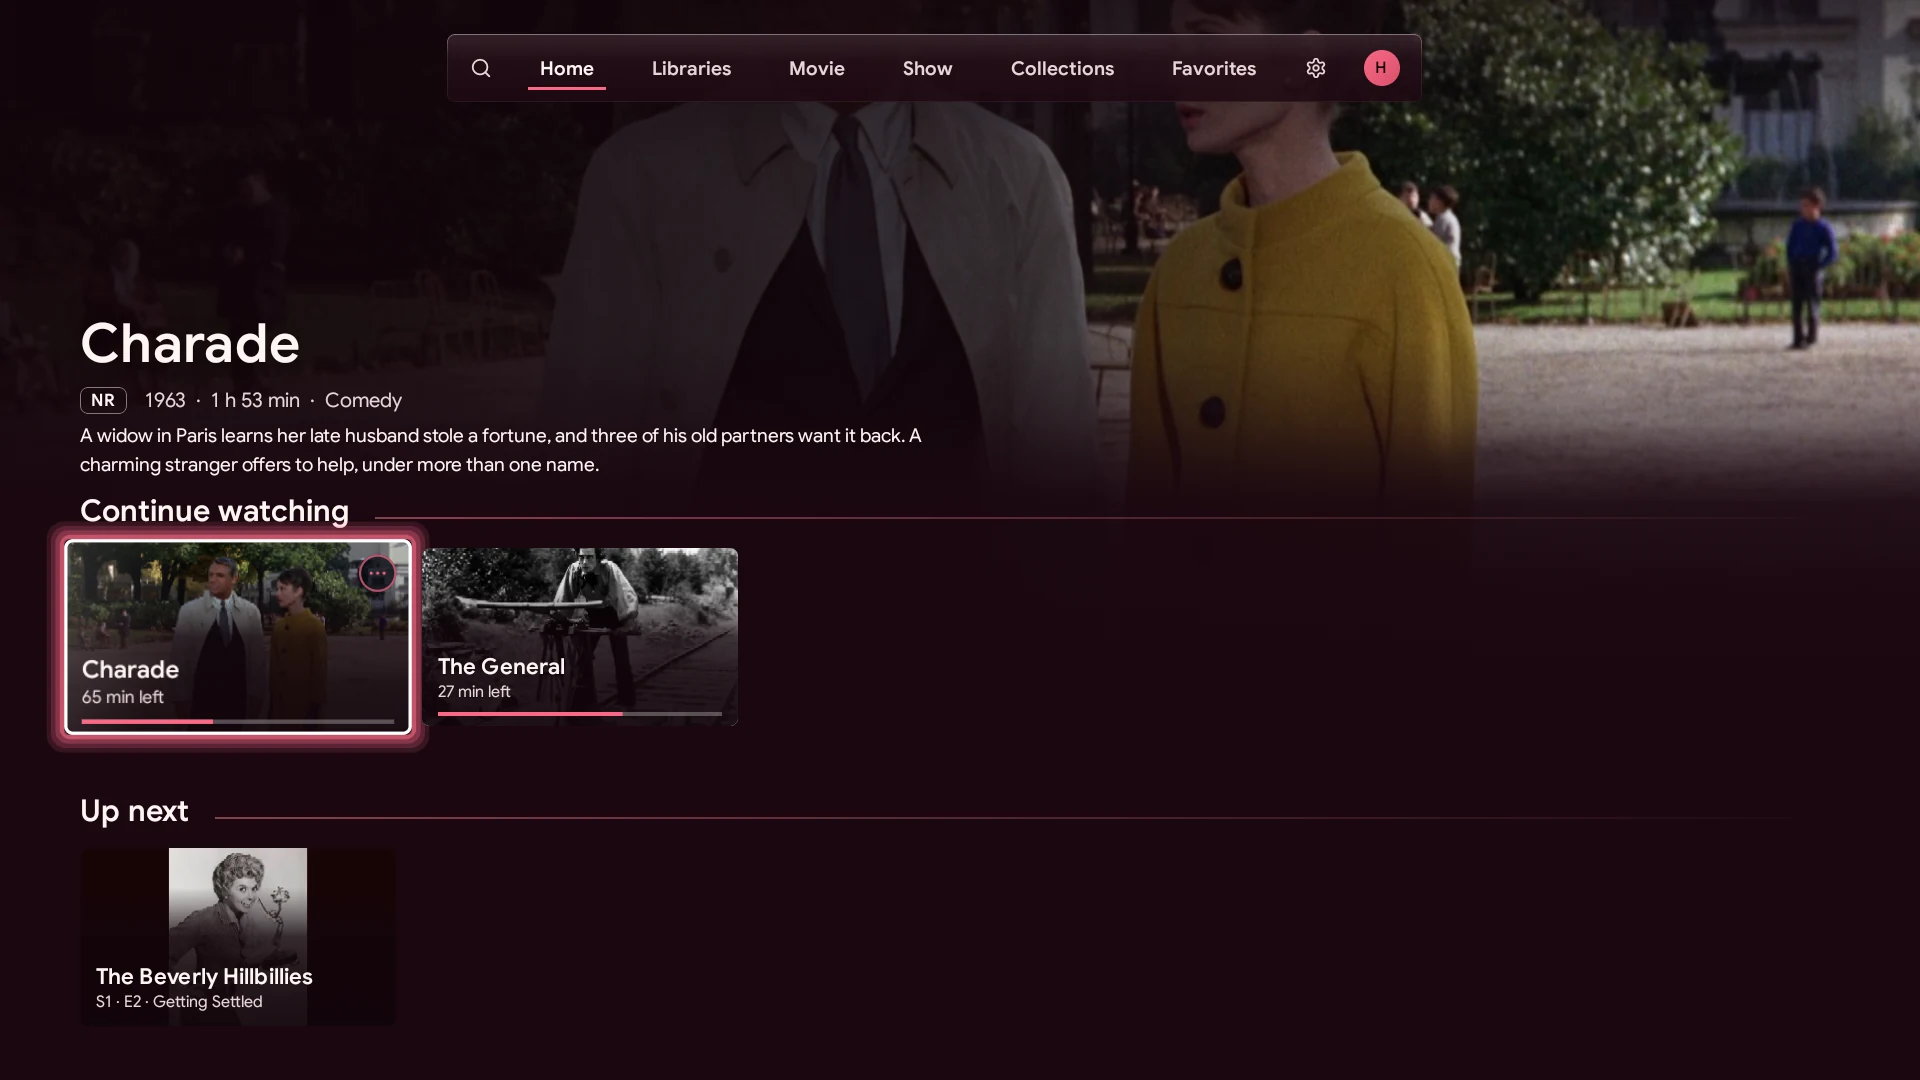 Home
Libraries
Movie
Show
Collections
Favorites
H
Charade
NR
1963 · 1 h 53 min · Comedy
A widow in Paris learns her late husband stole a fortune, and three of his old partners want it back. A
charming stranger offers to help, under more than one name.
Continue watching
Charade
65 min left
The General
27 min left
Up next
The Beverly Hillbillies
S1 · E2 · Getting Settled